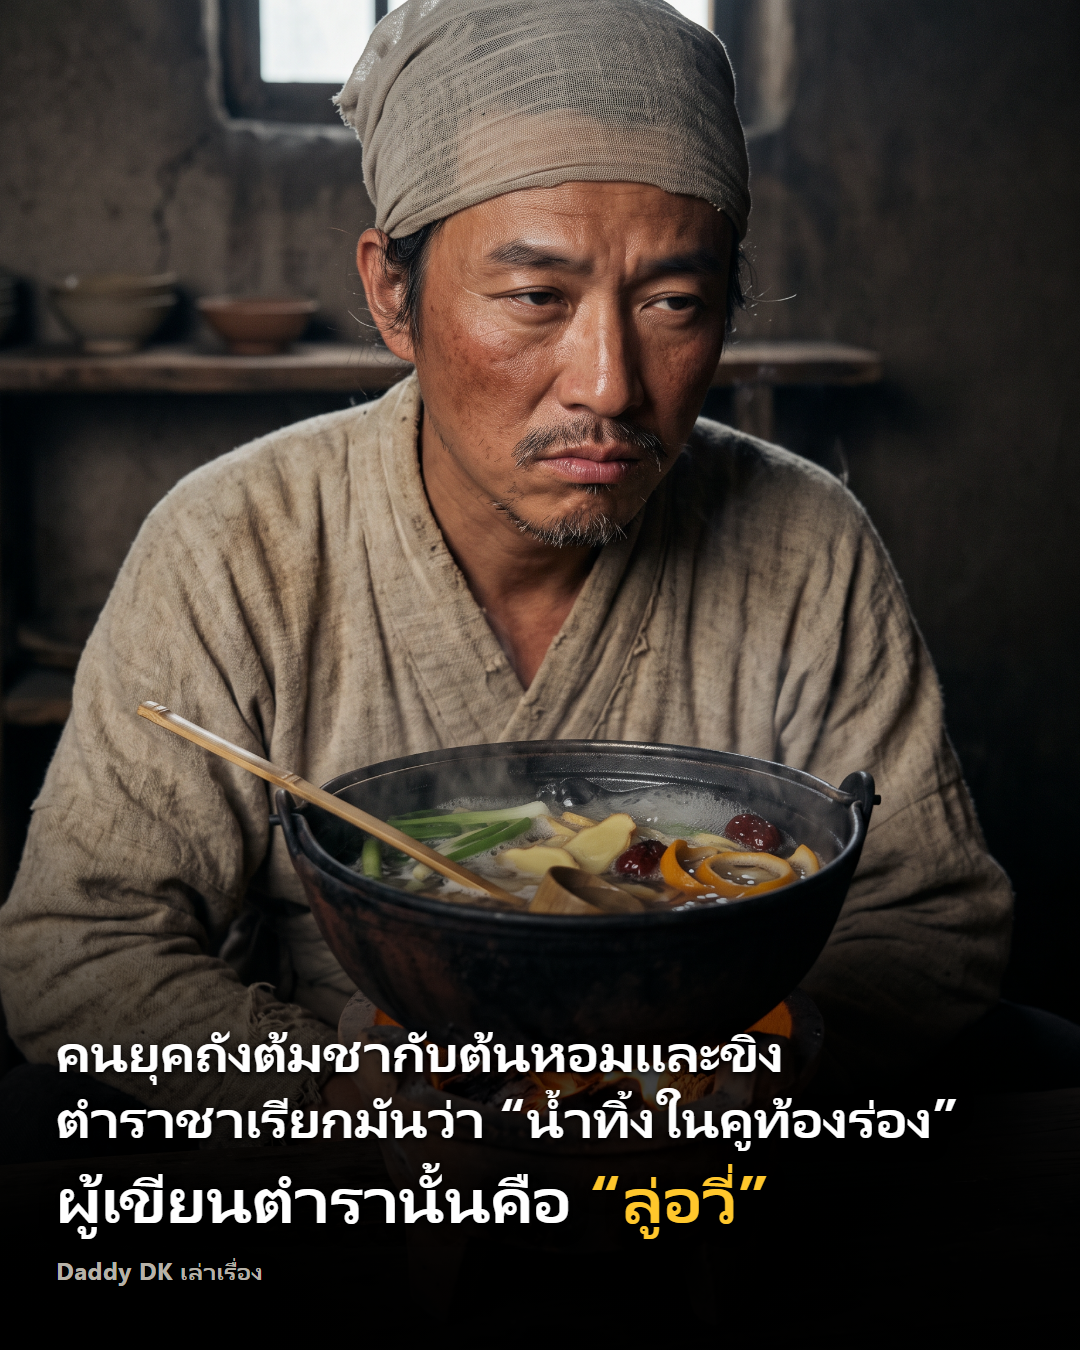 คนยุคถังต้มชากับต้นหอมและขิง
ตำราชาเรียกมันว่า “น้ำทิ้งในคูท้องร่อง”
ผู้เขียนตำรานั้นคือ “ลู่อวี่”
Daddy DK เล่าเรื่อง